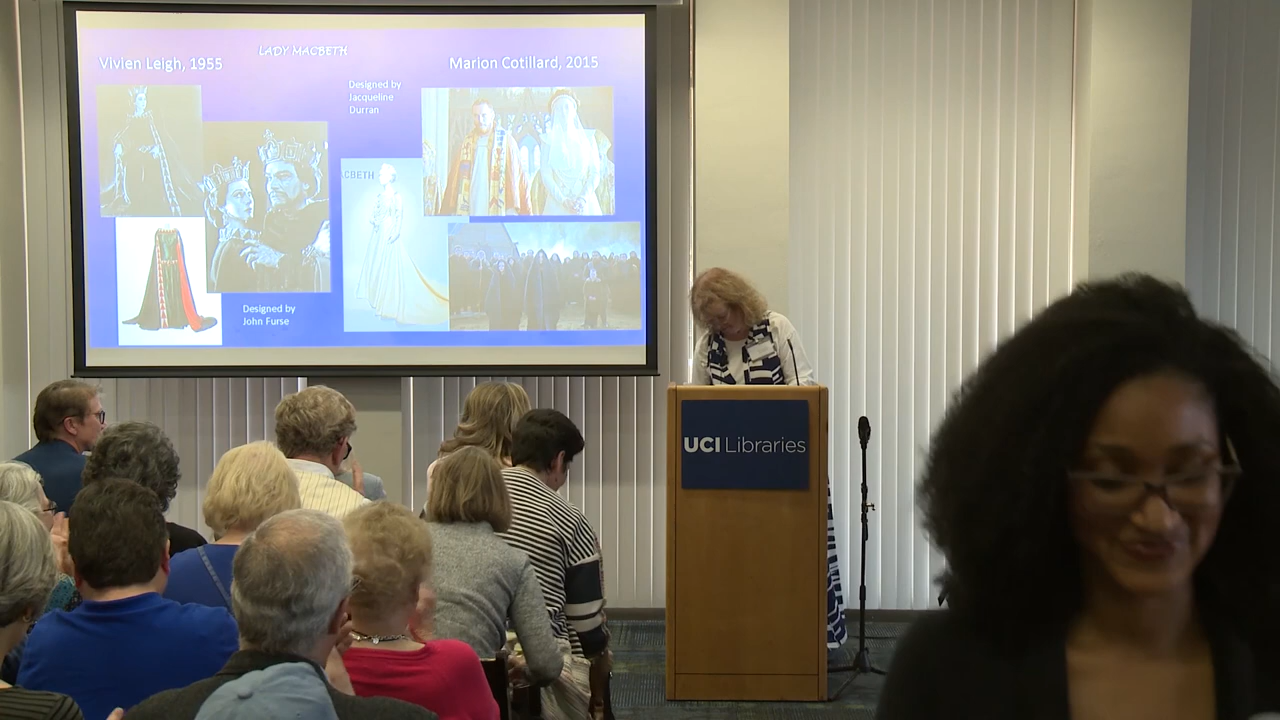 LADY MACBETH
Vivien Leigh, 1955
Marion Cotillard, 2015
Designed by
Jacqueline
Durran
CBETH
Designed by
John Furse
UCI Libraries